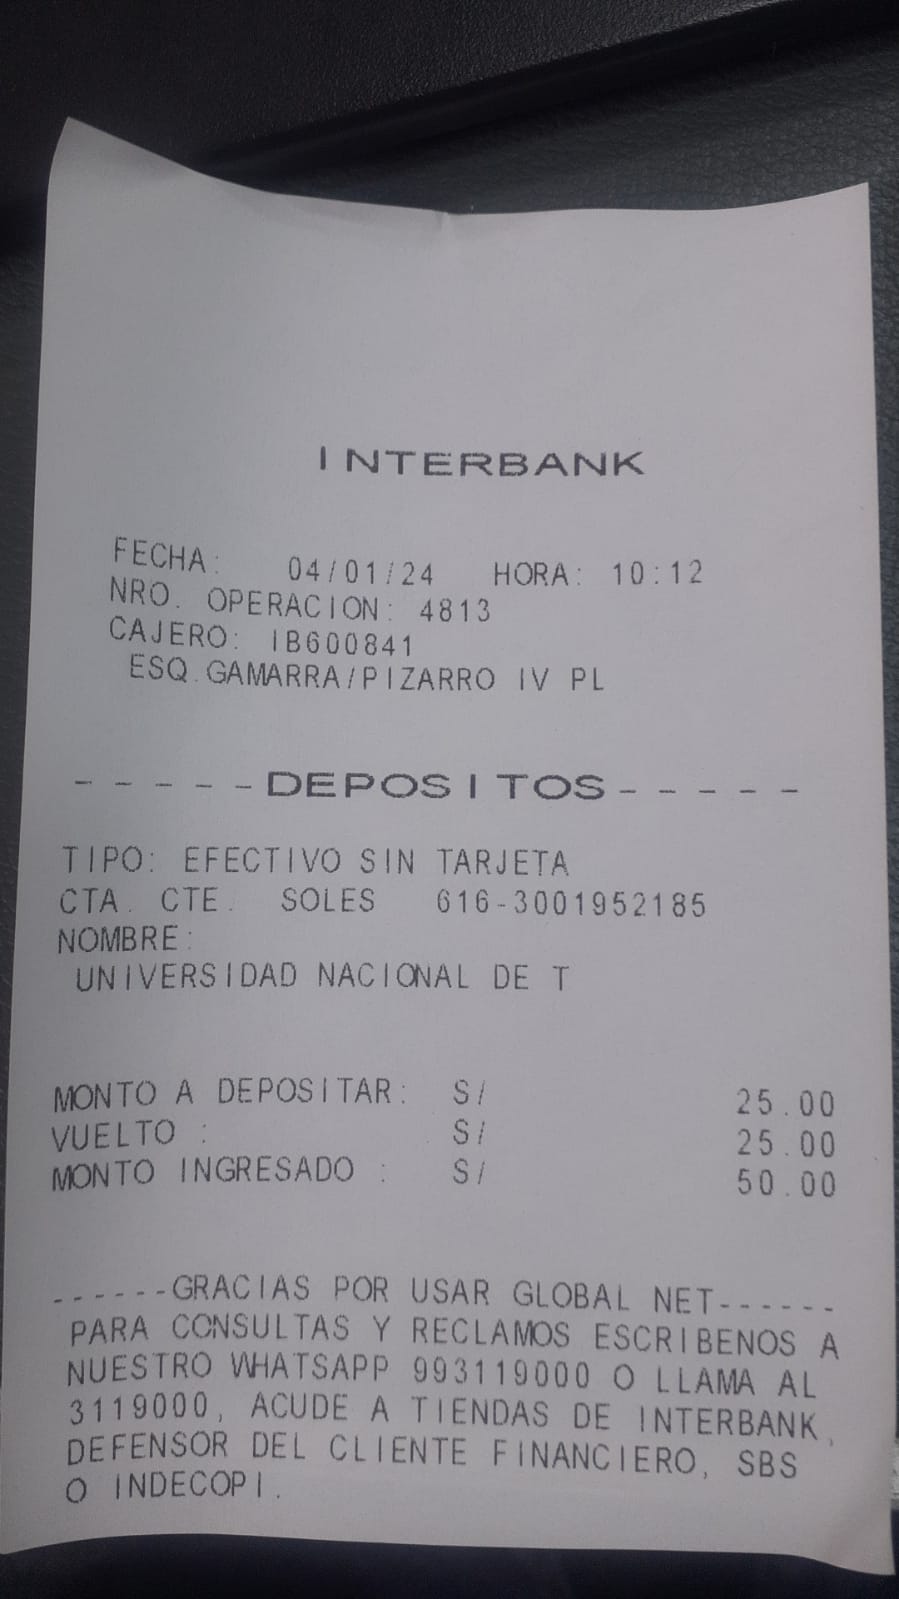 INTERBANK
FECHA: 04/01/24 HORA: 10:12
NRO. OPERACION: 4813
CAJERO: IB600841
ESQ.GAMARRA/PIZARRO IV PL
-----DEPOSITOS-----
TIPO: EFECTIVO SIN TARJETA
CTA. CTE. SOLES 616-3001952185
NOMBRE:
UNIVERSIDAD NACIONAL DE T
MONTO A DEPOSITAR: S/ 25.00
VUELTO : S/ 25.00
MONTO INGRESADO : S/ 50.00
------GRACIAS POR USAR GLOBAL NET------
PARA CONSULTAS Y RECLAMOS ESCRIBENOS A
NUESTRO WHATSAPP 993119000 O LLAMA AL
3119000, ACUDE A TIENDAS DE INTERBANK,
DEFENSOR DEL CLIENTE FINANCIERO, SBS
O INDECOPI.